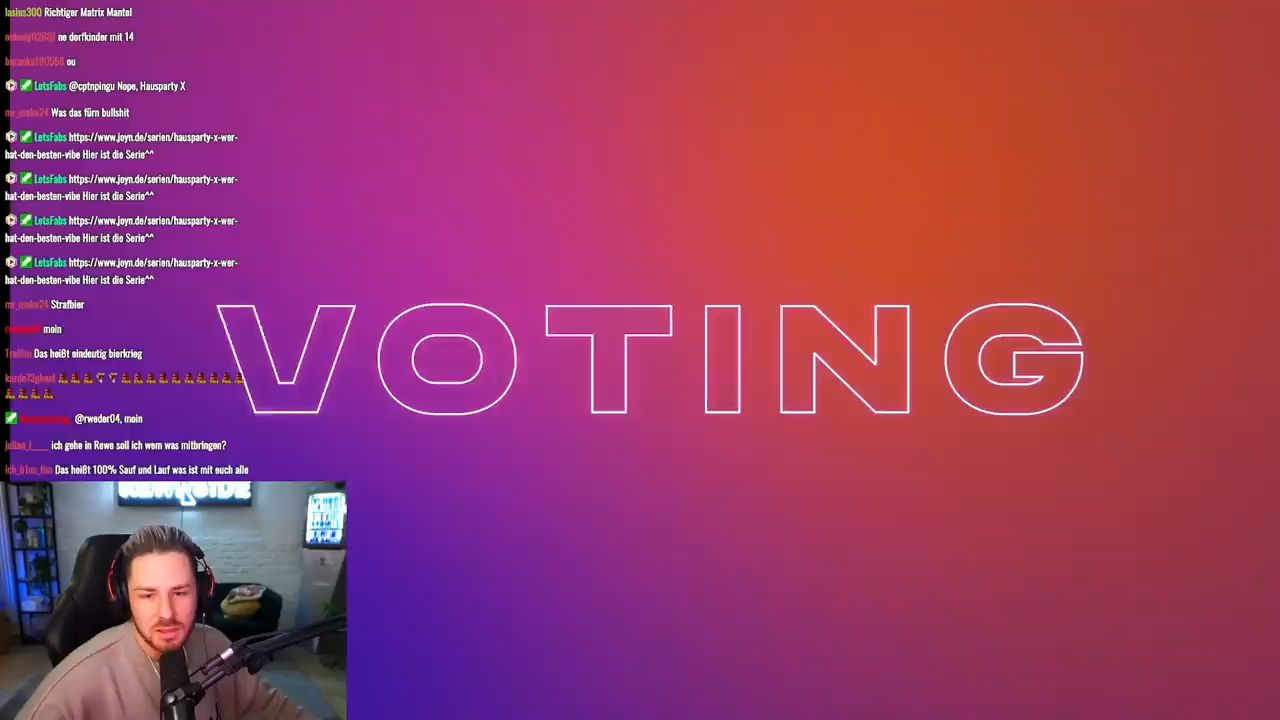 lasius300 Richtiger Matrix Mantel
ne dorfkinder mit 14
ou
LetsFabs @cptnpingu Nope, Hausparty X
mr_make24 Was das fürn bullshit
LetsFabs https://www.joyn.de/serien/hausparty-x-wer-
hat-den-besten-vibe Hier ist die Serie^^
LetsFabs https://www.joyn.de/serien/hausparty-x-wer-
hat-den-besten-vibe Hier ist die Serie^^
LetsFabs https://www.joyn.de/serien/hausparty-x-wer-
hat-den-besten-vibe Hier ist die Serie^^
LetsFabs https://www.joyn.de/serien/hausparty-x-wer-
hat-den-besten-vibe Hier ist die Serie^^
mr_make24 Strafbier
moin
Das heißt eindeutig bierkrieg
kurdo73ghost
@rweder04, moin
ich gehe in Rewe soll ich wem was mitbringen?
Das heißt 100% Sauf und Lauf was ist mit euch alle
VOTING